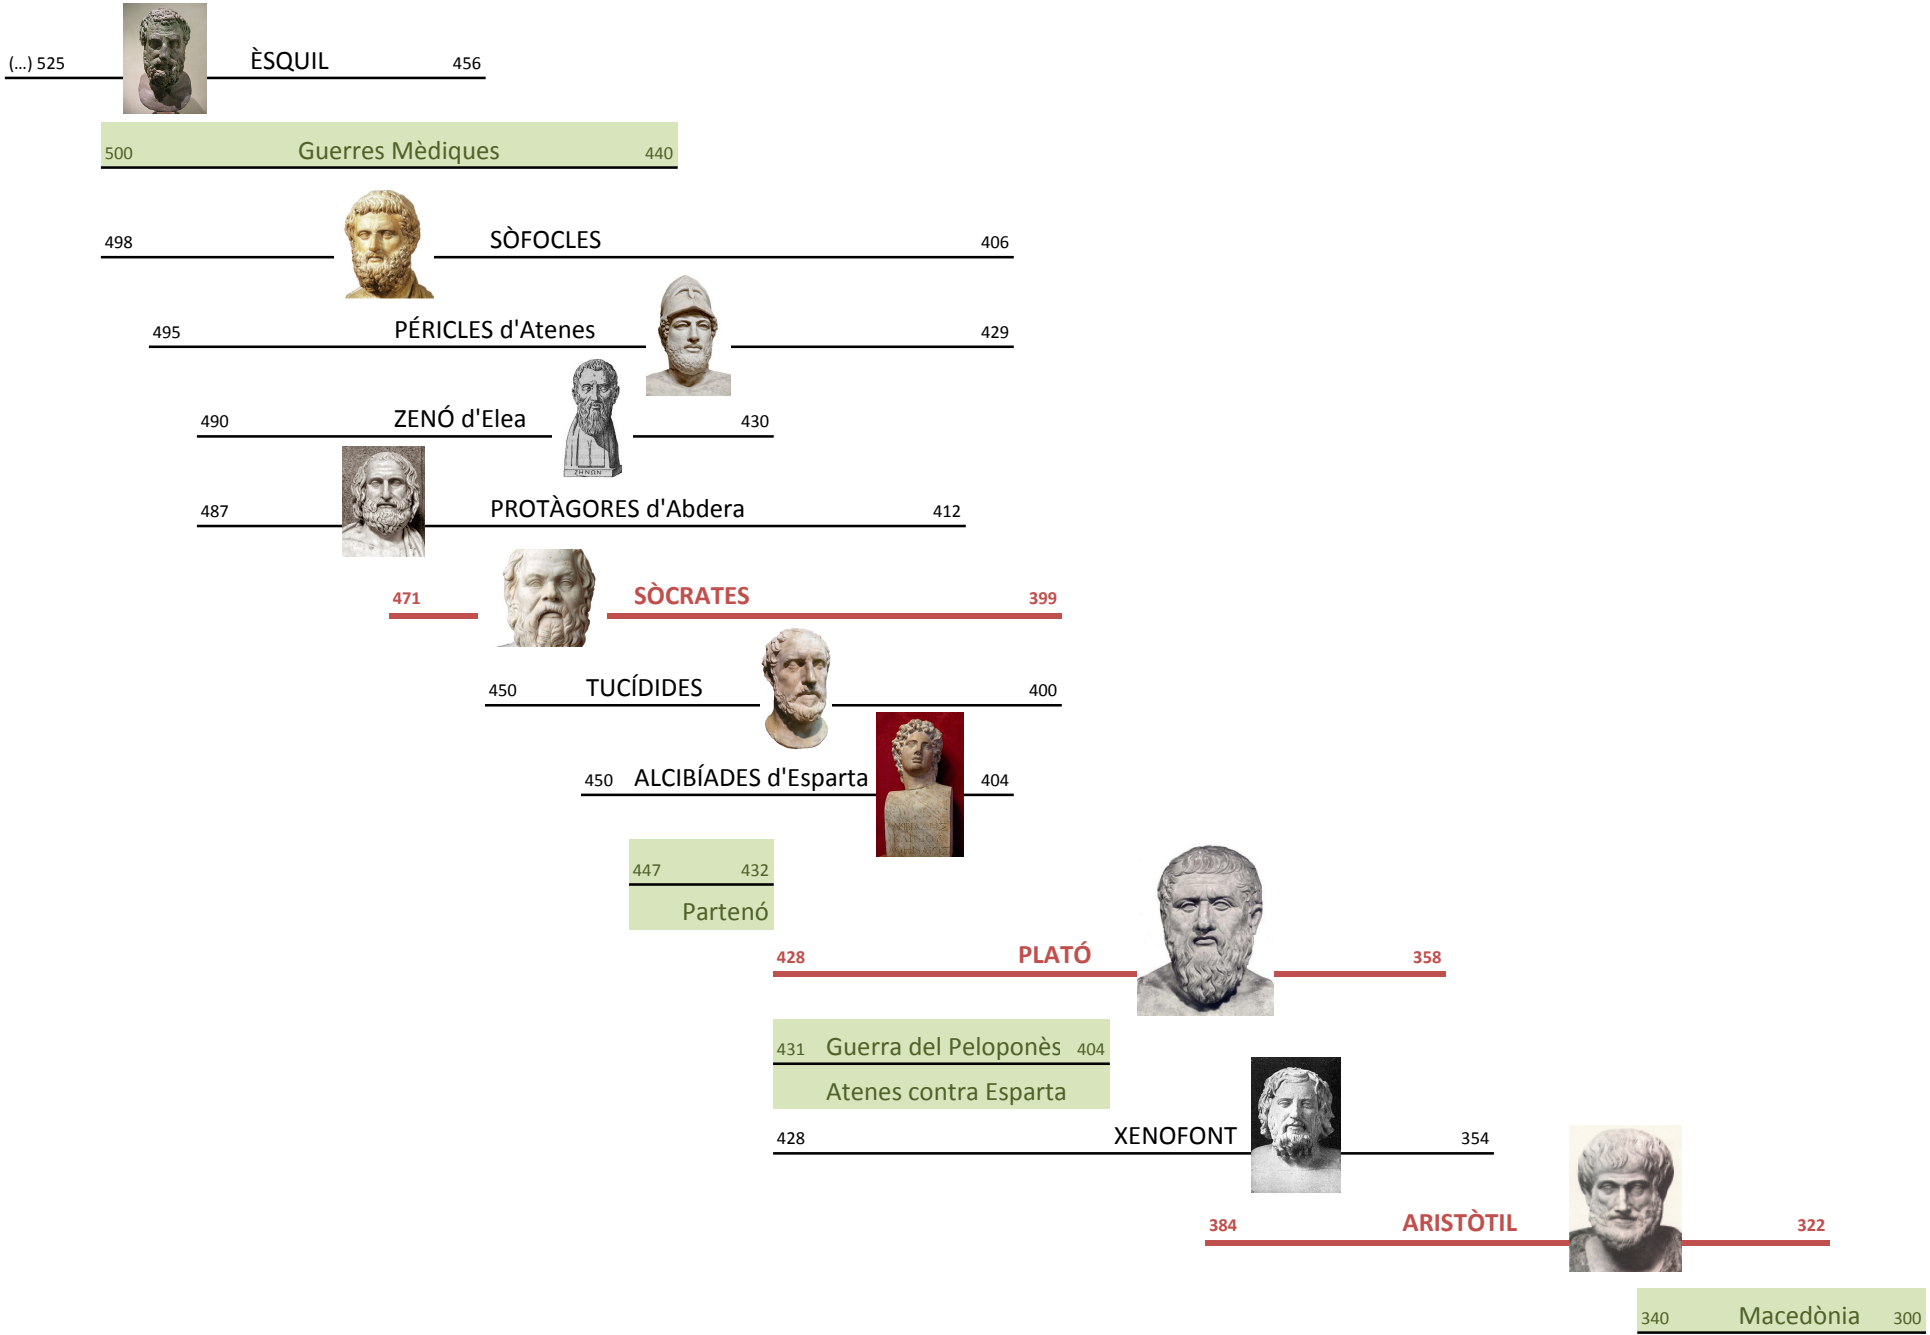 (...) 525 ÈSQUIL 456
500 Guerres Mèdiques 440
498 SÒFOCLES 406
495 PÉRICLES d'Atenes 429
490 ZENÓ d'Elea 430
ZHNΩN
487 PROTÀGORES d'Abdera 412
471 SÒCRATES 399
450 TUCÍDIDES 400
450 ALCIBÍADES d'Esparta 404
447 432
Partenó
428 PLATÓ 358
431 Guerra del Peloponès 404
Atenes contra Esparta
428 XENOFONT 354
384 ARISTÒTIL 322
340 Macedònia 300